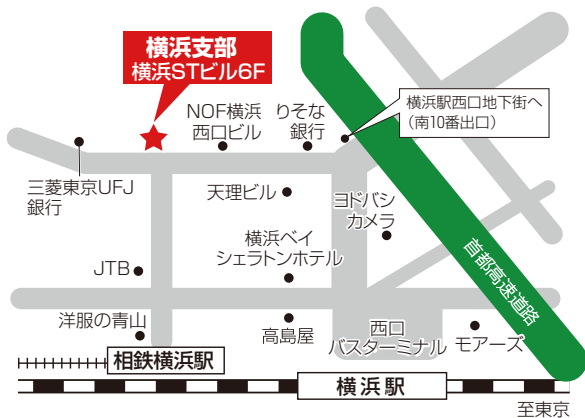 横浜支部
横浜STビル6F
NOF横浜
西口ビル
りそな
銀行
横浜駅西口地下街へ
（南10番出口）
三菱東京UFJ
銀行
天理ビル
ヨドバシ
カメラ
横浜ベイ
シェラトンホテル
JTB
首都高速道路
洋服の青山
高島屋
西口
バスターミナル
モアーズ
相鉄横浜駅
横浜駅
至東京